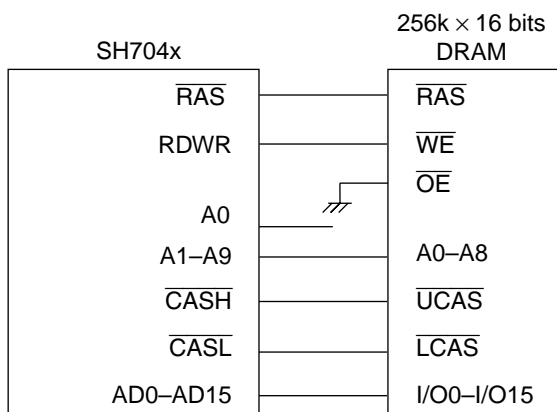 256k × 16 bits
SH704x DRAM
RAS RAS
RDWR WE
OE
A0
A1–A9 A0–A8
CASH UCAS
CASL LCAS
AD0–AD15 I/O0–I/O15